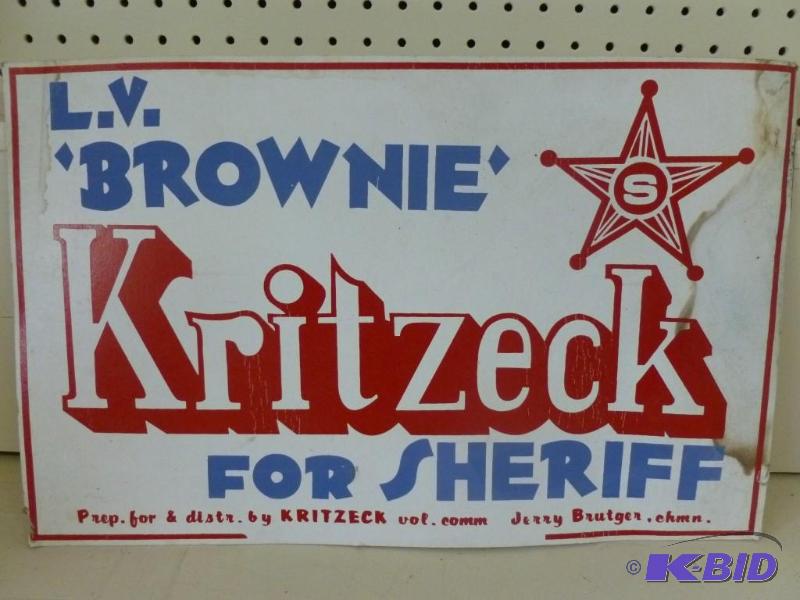 L.V.
'BROWNIE'
S
Kritzeck
FOR SHERIFF
Prep. for & distr. by KRITZECK vol. comm Jerry Brutger, chmn.
© K-BID